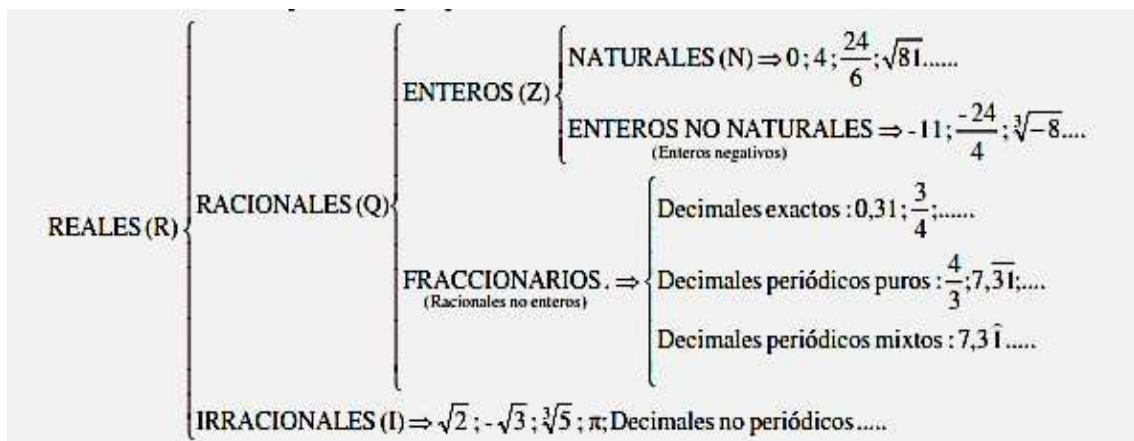 NATURALES (N) ⇒ 0 ; 4 ; 24/6 ; √81......
ENTEROS (Z)
ENTEROS NO NATURALES ⇒ -11; -24/4 ; ∛-8....
(Enteros negativos)
RACIONALES (Q)
REALES (R)
Decimales exactos : 0,31; 3/4 ;......
FRACCIONARIOS. ⇒
(Racionales no enteros)
Decimales periódicos puros : 4/3 ;7,3̅1̅;....
Decimales periódicos mixtos : 7,31̂.....
IRRACIONALES (I) ⇒ √2 ; -√3 ; ∛5 ; π; Decimales no periódicos.....